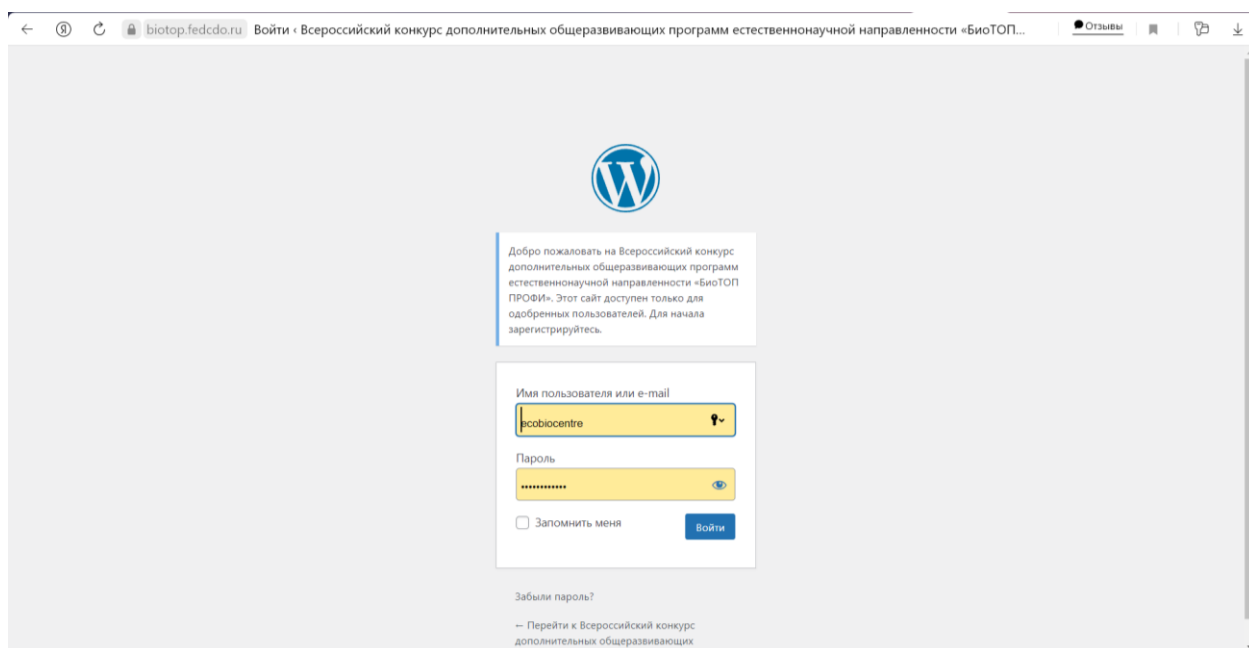 biotop.fedcdo.ru Войти ‹ Всероссийский конкурс дополнительных общеразвивающих программ естественнонаучной направленности «БиоТОП... Отзывы
Добро пожаловать на Всероссийский конкурс
дополнительных общеразвивающих программ
естественнонаучной направленности «БиоТОП
ПРОФИ». Этот сайт доступен только для
одобренных пользователей. Для начала
зарегистрируйтесь.
Имя пользователя или e-mail
ecobiocentre
Пароль
••••••••••••
Запомнить меня
Войти
Забыли пароль?
← Перейти к Всероссийский конкурс
дополнительных общеразвивающих